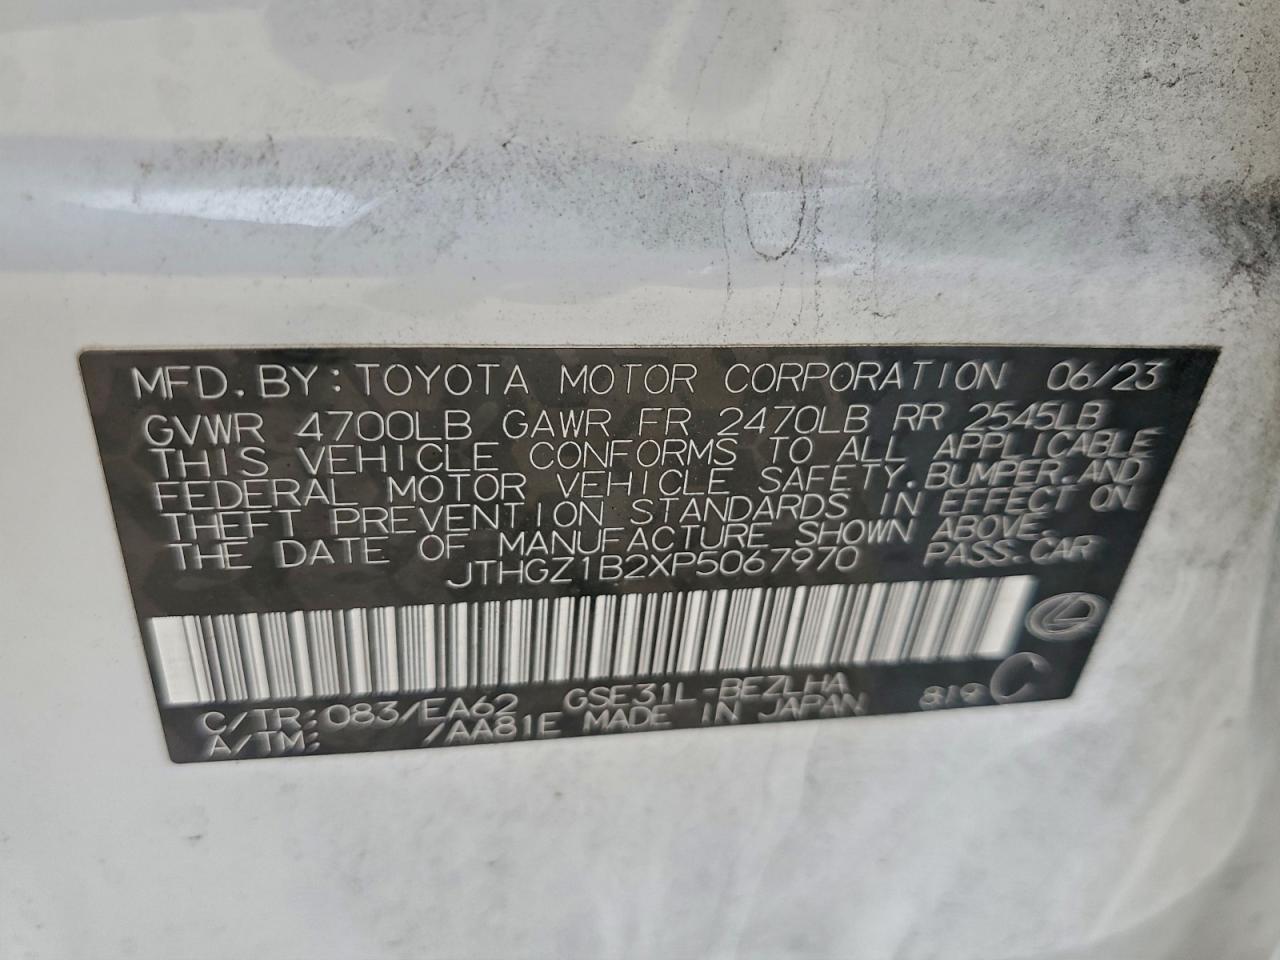 MFD. BY: TOYOTA MOTOR CORPORATION 06/23
GVWR 4700LB GAWR FR 2470LB RR 2545LB
THIS VEHICLE CONFORMS TO ALL APPLICABLE
FEDERAL MOTOR VEHICLE SAFETY, BUMPER, AND
THEFT PREVENTION STANDARDS IN EFFECT ON
THE DATE OF MANUFACTURE SHOWN ABOVE.
JTHGZ1B2XP5067970 PASS. CAR
C/TR: 083/EA62 GSE31L-BEZLHA 819 C
A/TM: /AA81E MADE IN JAPAN